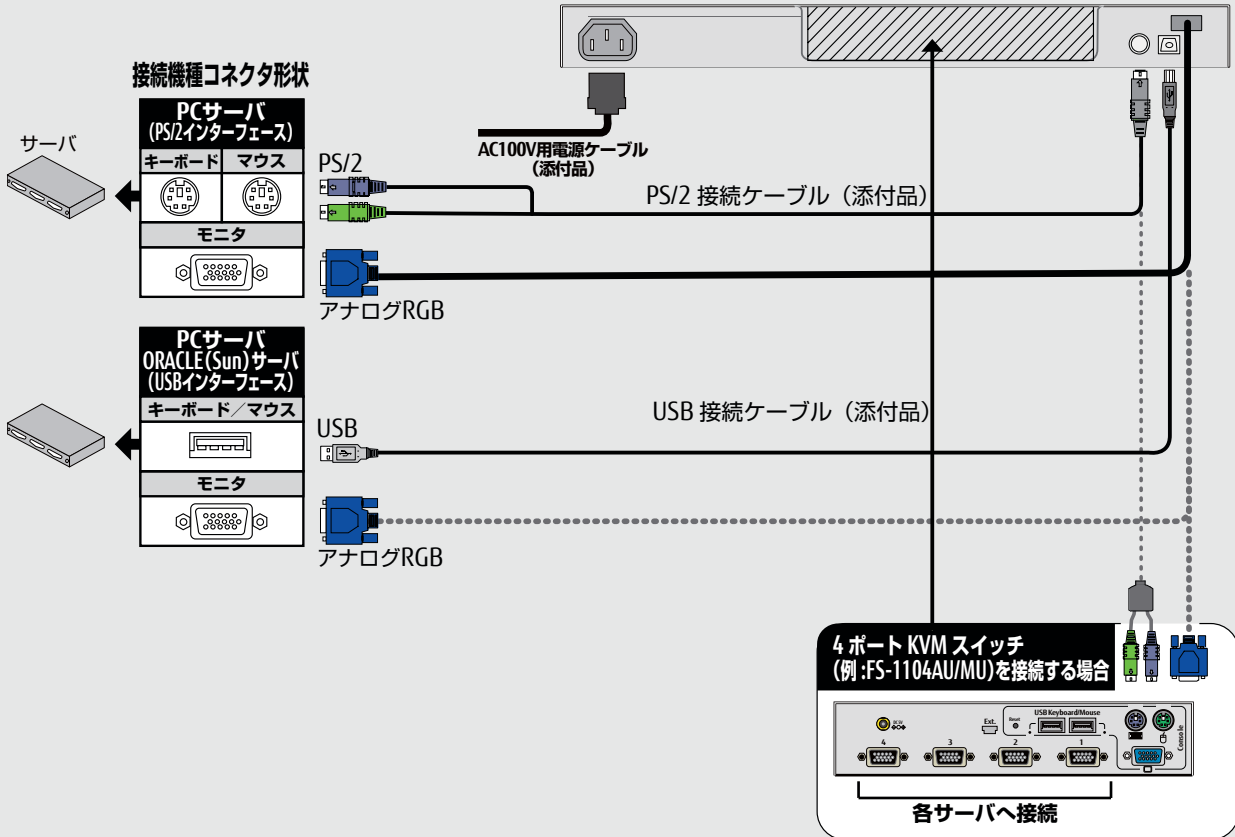 接続機種コネクタ形状
PCサーバ
(PS/2インターフェース)
サーバ
キーボード
マウス
モニタ
PS/2
アナログRGB
AC100V用電源ケーブル
(添付品)
PS/2 接続ケーブル（添付品）
PCサーバ
ORACLE(Sun)サーバ
(USBインターフェース)
キーボード／マウス
モニタ
USB
アナログRGB
USB 接続ケーブル（添付品）
4 ポート KVM スイッチ
(例 :FS-1104AU/MU)を接続する場合
DC 5V
Ext.
Reset
USB Keyboard/Mouse
4
3
2
1
Console
各サーバへ接続